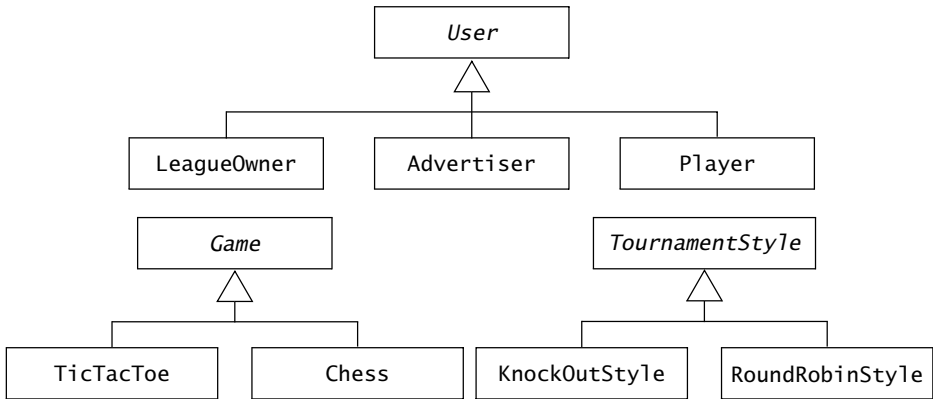 User
LeagueOwner
Advertiser
Player
Game
TournamentStyle
TicTacToe
Chess
KnockOutStyle
RoundRobinStyle